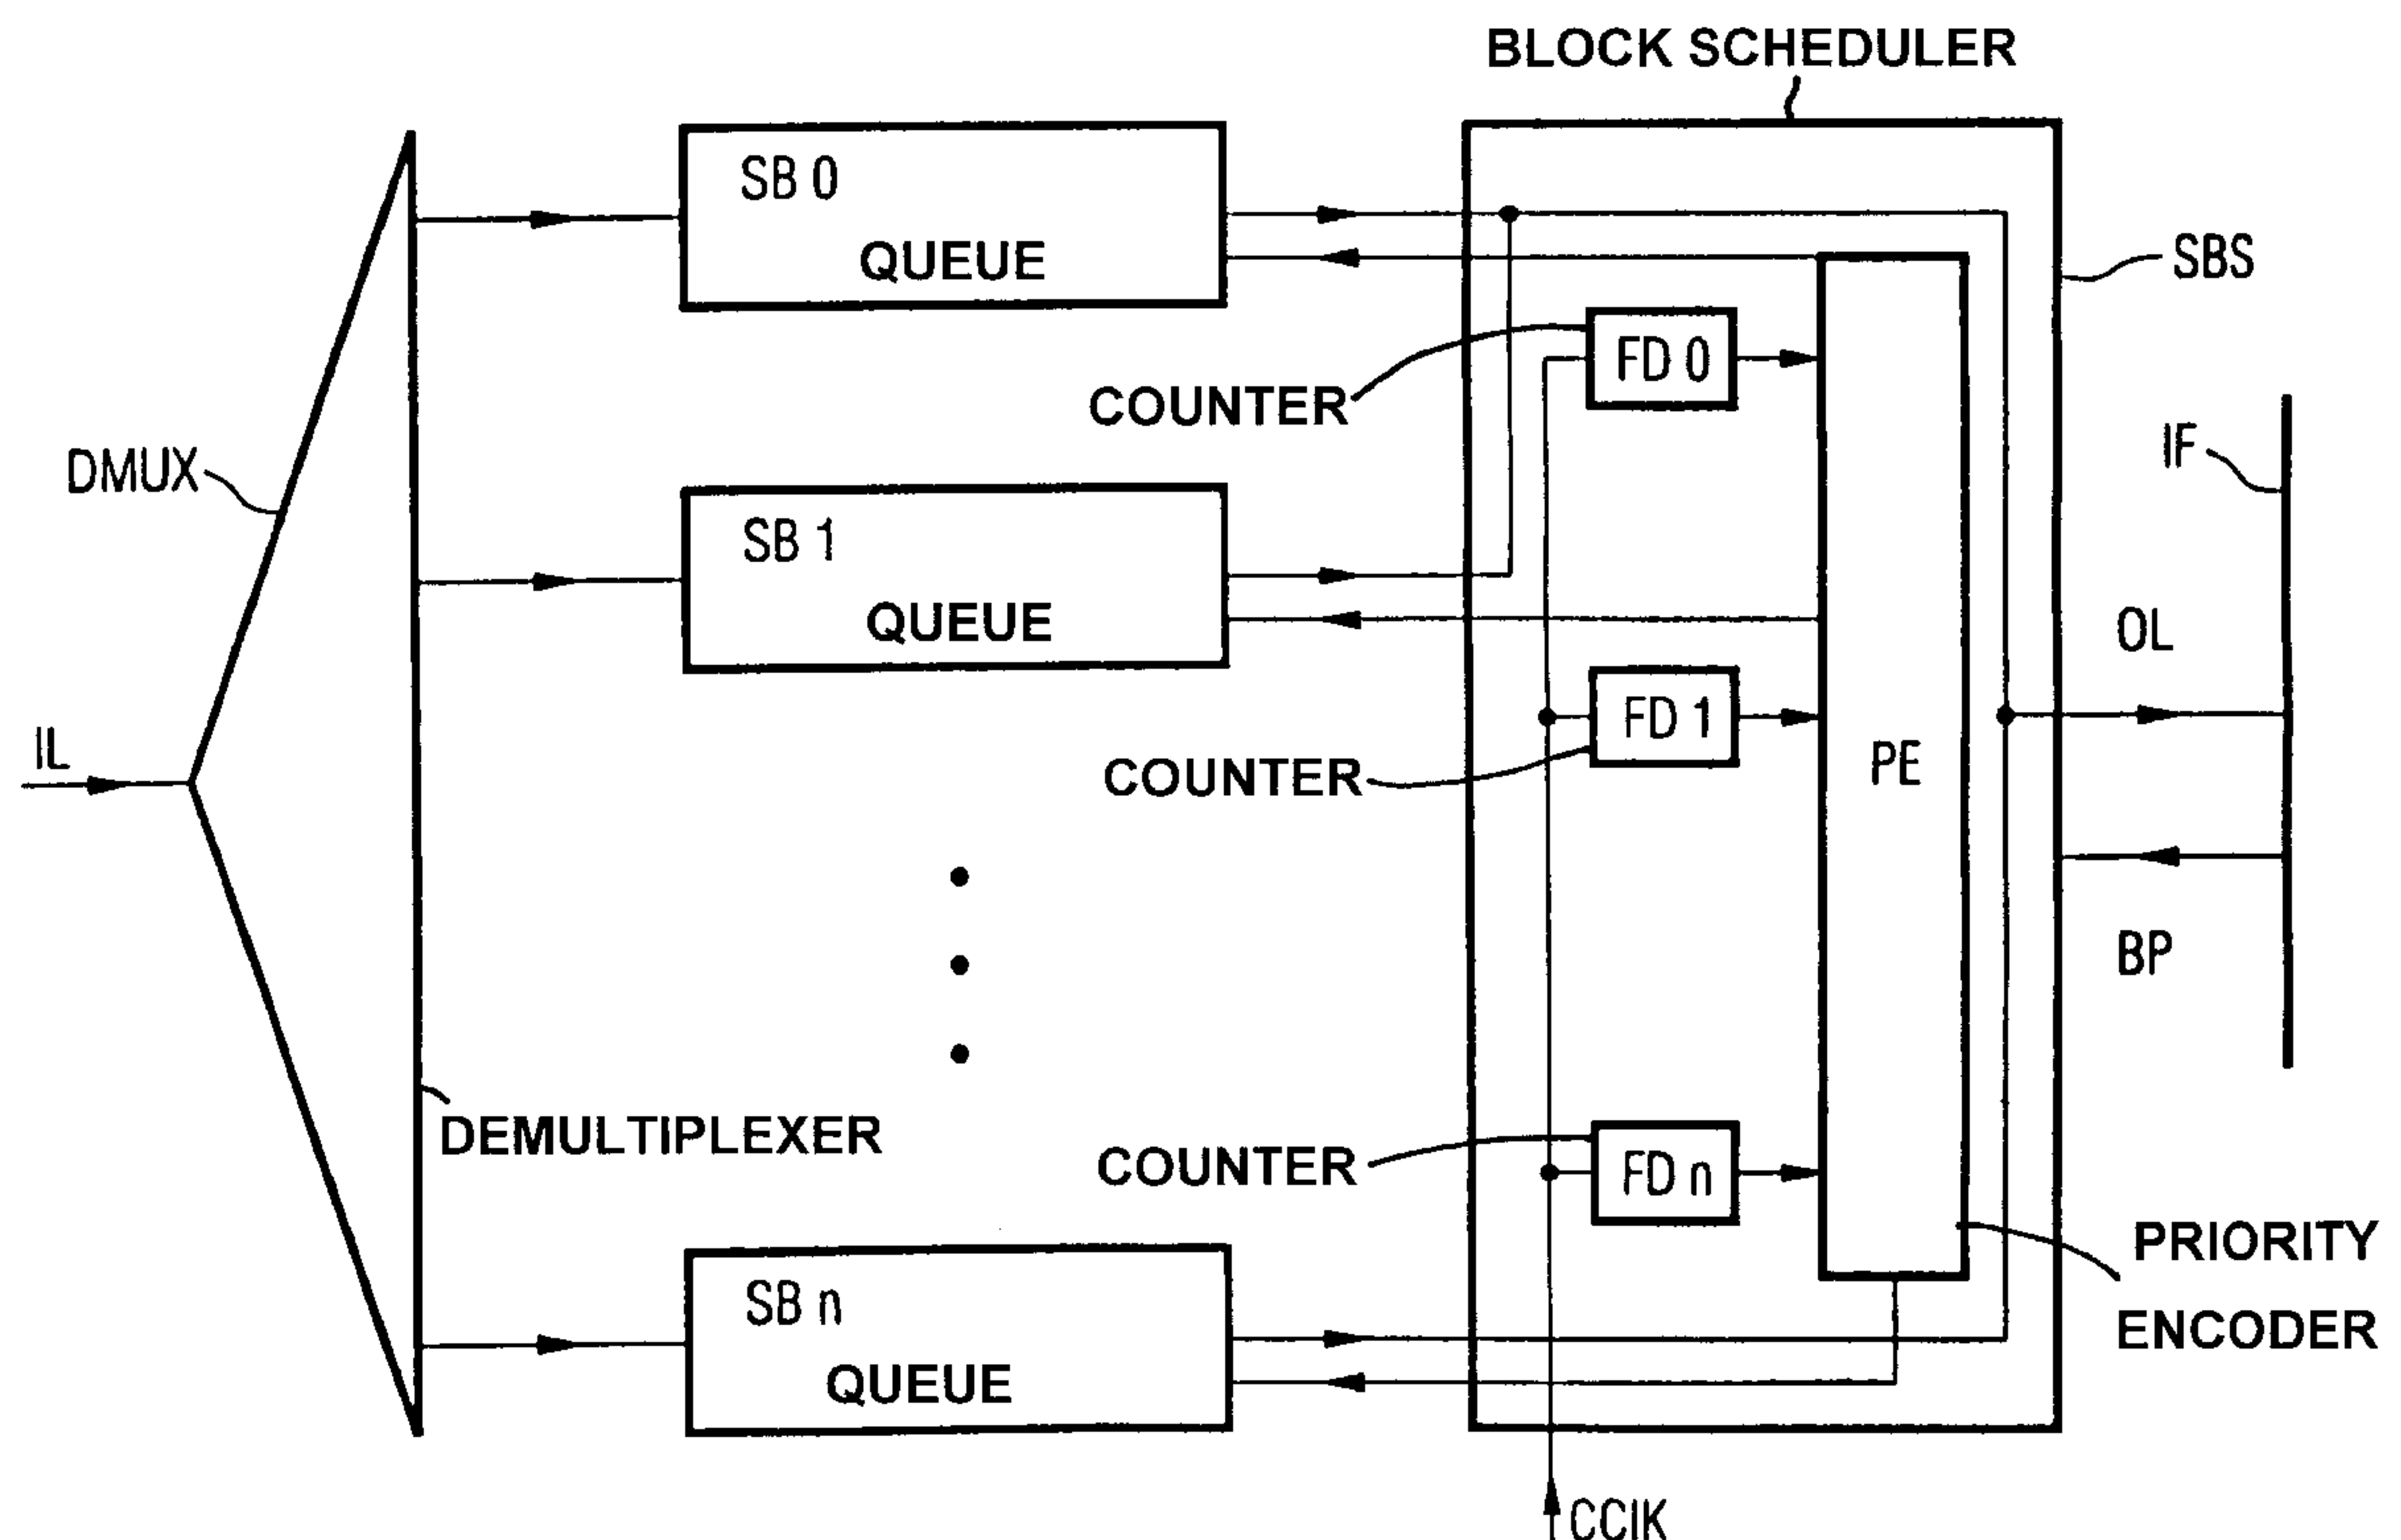 BLOCK SCHEDULER
SB 0
QUEUE
SBS
FD 0
COUNTER
IF
DMUX
SB 1
QUEUE
OL
FD 1
IL
COUNTER
PE
BP
DEMULTIPLEXER
COUNTER
FD n
PRIORITY
ENCODER
SB n
QUEUE
CCIK